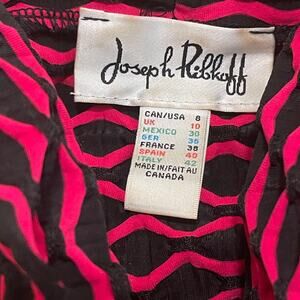 Joseph Ribkoff
CAN/USA 8
UK 10
MEXICO 30
GER 36
FRANCE 38
SPAIN 40
ITALY 42
MADE IN/FAIT AU
CANADA